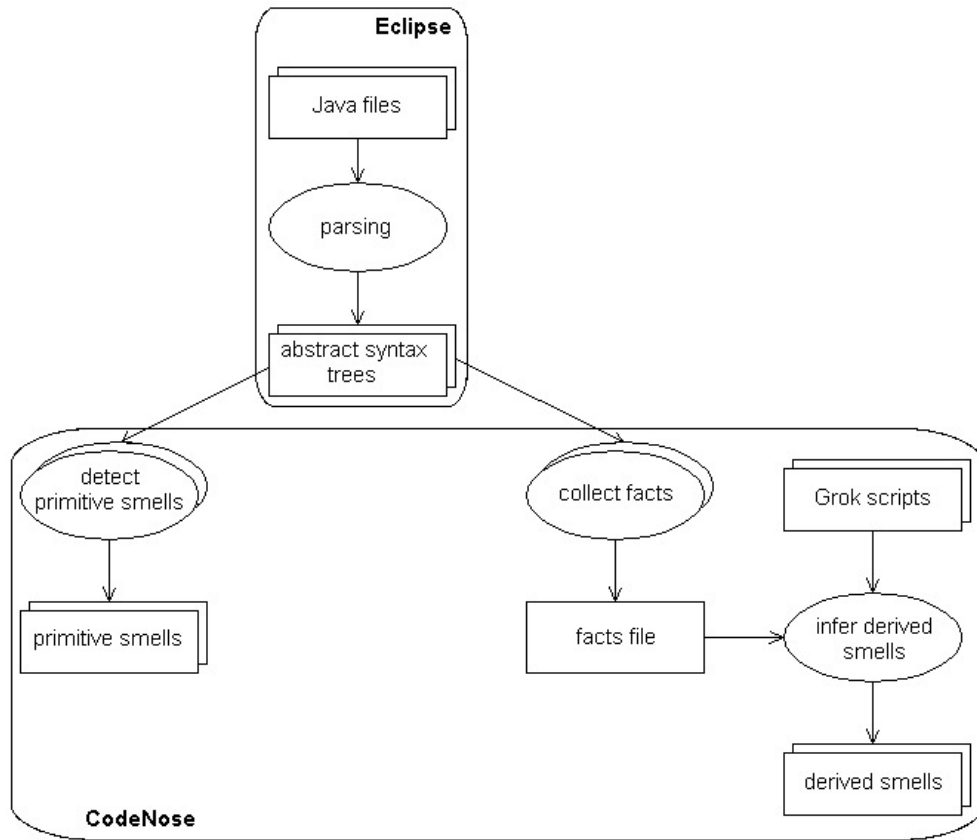 Eclipse
Java files
parsing
abstract syntax
trees
detect
primitive smells
collect facts
Grok scripts
primitive smells
facts file
infer derived
smells
derived smells
CodeNose